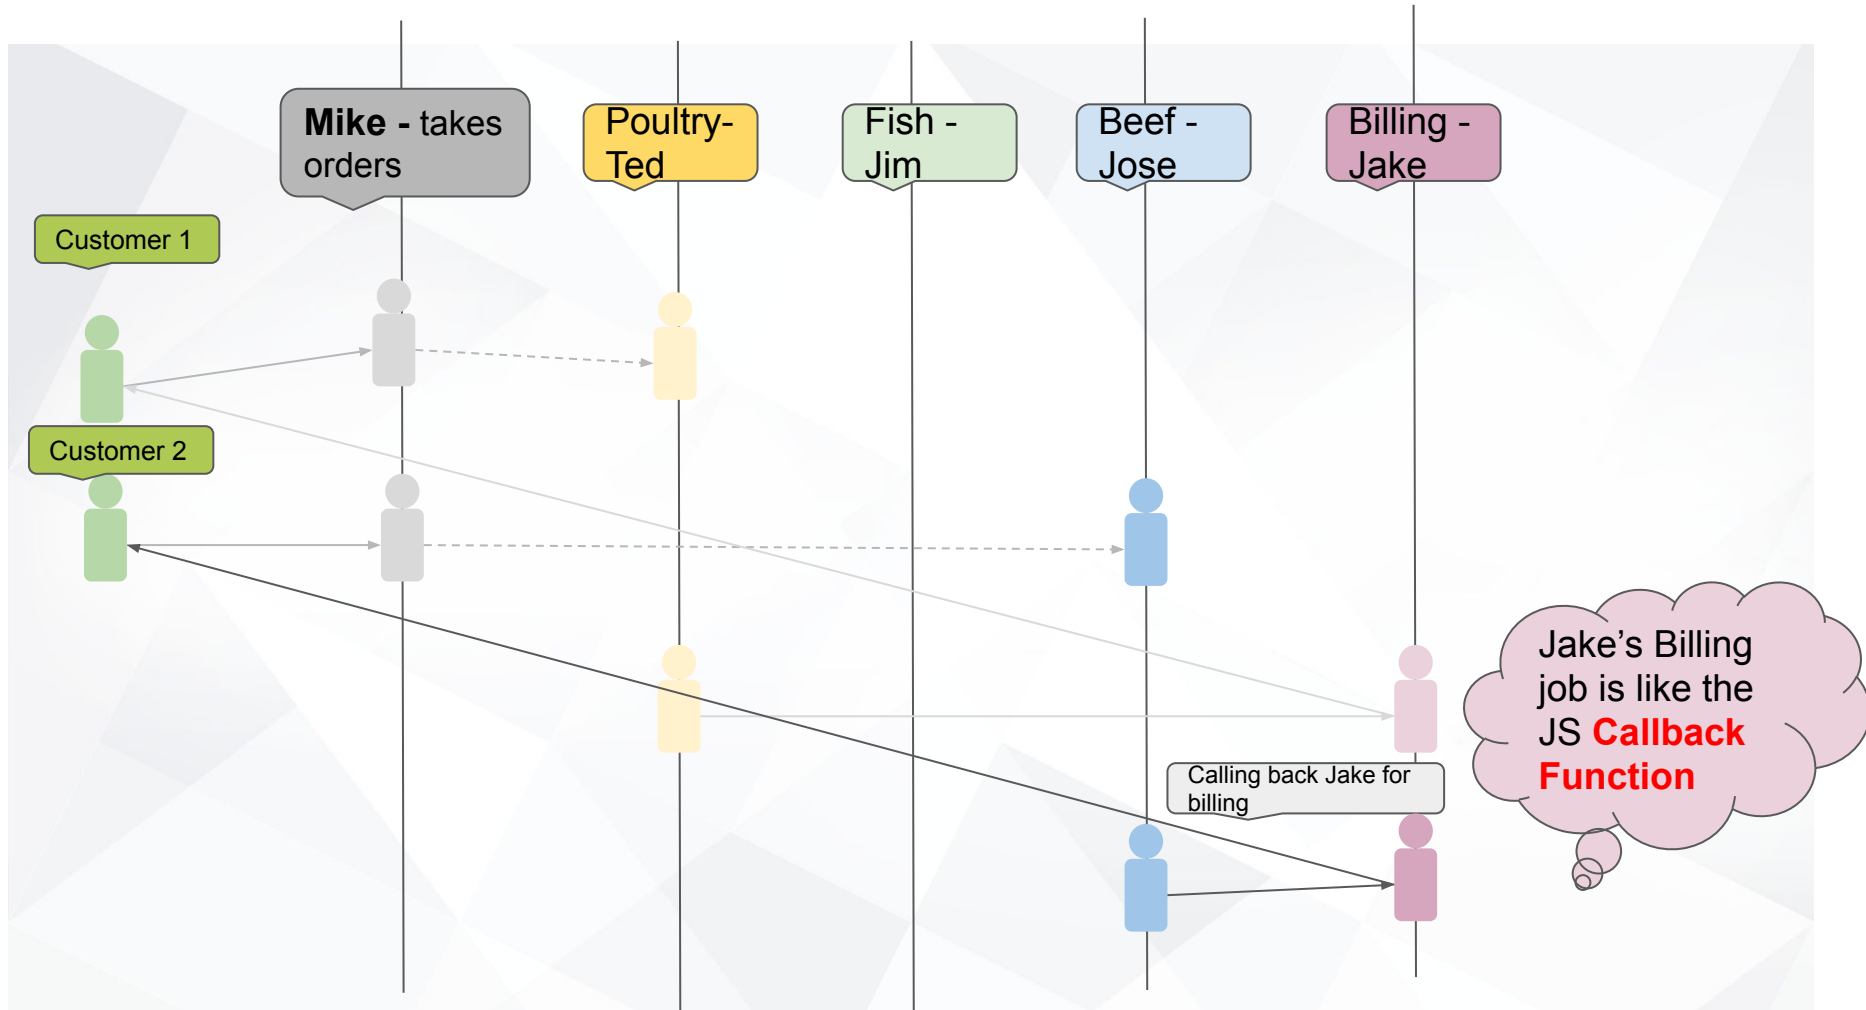 Mike - takes
orders
Poultry-
Ted
Fish -
Jim
Beef -
Jose
Billing -
Jake
Customer 1
Customer 2
Jake’s Billing
job is like the
JS Callback
Function
Calling back Jake for
billing